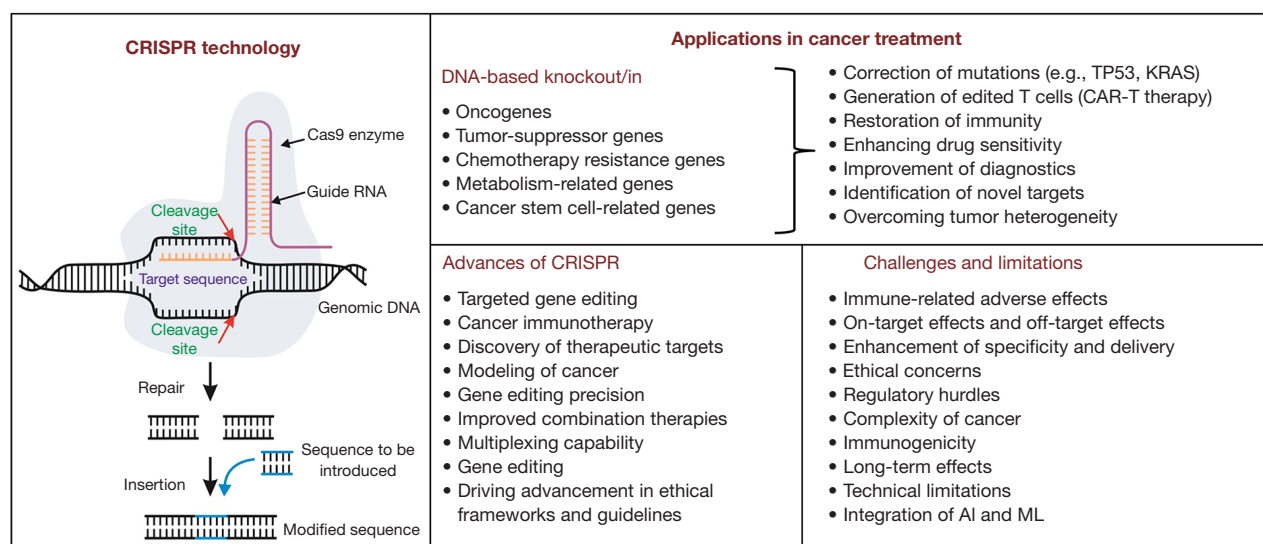 CRISPR technology
Cas9 enzyme
Guide RNA
Cleavage
site
Target sequence
Genomic DNA
Cleavage
site
Repair
Sequence to be
introduced
Insertion
Modified sequence
Applications in cancer treatment
DNA-based knockout/in
• Oncogenes
• Tumor-suppressor genes
• Chemotherapy resistance genes
• Metabolism-related genes
• Cancer stem cell-related genes
• Correction of mutations (e.g., TP53, KRAS)
• Generation of edited T cells (CAR-T therapy)
• Restoration of immunity
• Enhancing drug sensitivity
• Improvement of diagnostics
• Identification of novel targets
• Overcoming tumor heterogeneity
Advances of CRISPR
• Targeted gene editing
• Cancer immunotherapy
• Discovery of therapeutic targets
• Modeling of cancer
• Gene editing precision
• Improved combination therapies
• Multiplexing capability
• Gene editing
• Driving advancement in ethical
frameworks and guidelines
Challenges and limitations
• Immune-related adverse effects
• On-target effects and off-target effects
• Enhancement of specificity and delivery
• Ethical concerns
• Regulatory hurdles
• Complexity of cancer
• Immunogenicity
• Long-term effects
• Technical limitations
• Integration of AI and ML